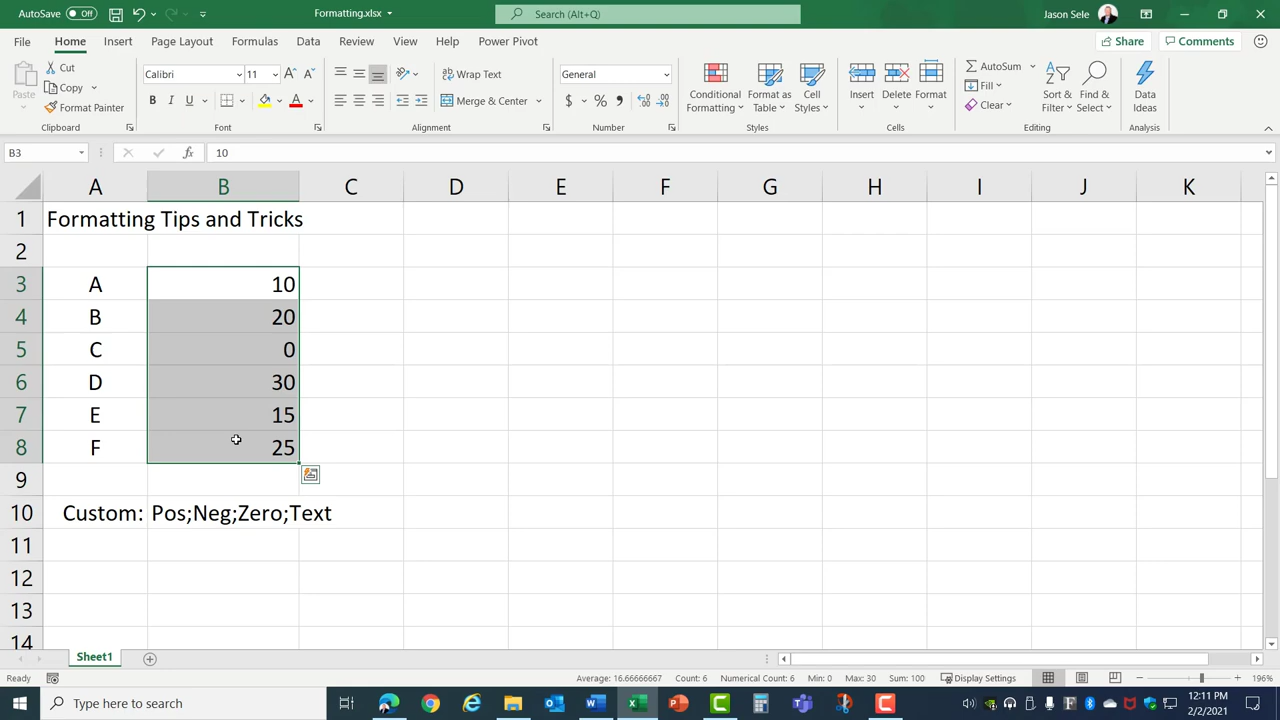 AutoSave Off Formatting.xlsx Search (Alt+Q) Jason Sele
File Home Insert Page Layout Formulas Data Review View Help Power Pivot Share Comments
Paste Cut Copy Format Painter
Calibri 11 B I U A
Wrap Text Merge & Center
General $ % ,
Conditional Formatting Format as Table Cell Styles
Insert Delete Format
AutoSum Fill Clear Sort & Filter Find & Select
Data Ideas
Clipboard Font Alignment Number Styles Cells Editing Analysis
B3 fx 10
A B C D E F G H I J K
1 Formatting Tips and Tricks
2
3 A 10
4 B 20
5 C 0
6 D 30
7 E 15
8 F 25
9
10 Custom: Pos;Neg;Zero;Text
11
12
13
14
Sheet1
Ready Average: 16.66666667 Count: 6 Numerical Count: 6 Min: 0 Max: 30 Sum: 100 Display Settings 196%
Type here to search 12:11 PM
2/2/2021